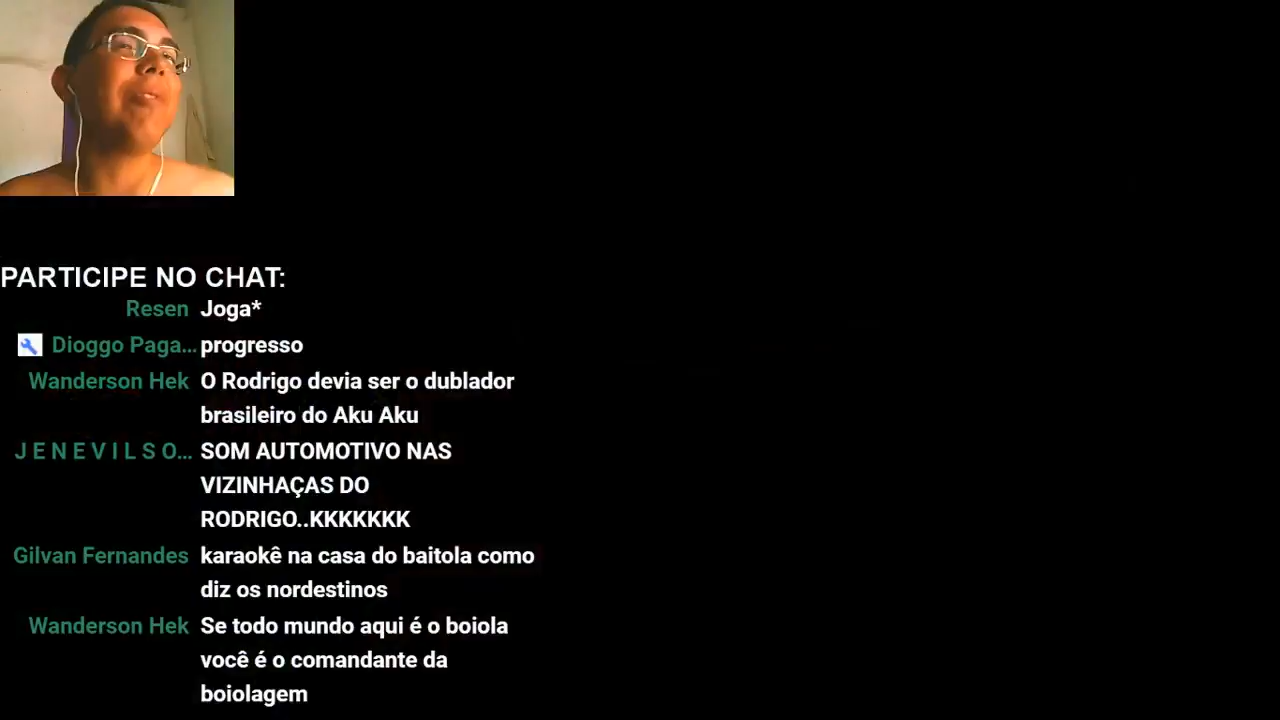 PARTICIPE NO CHAT:
Resen Joga*
Dioggo Paga... progresso
Wanderson Hek O Rodrigo devia ser o dublador
brasileiro do Aku Aku
J E N E V I L S O... SOM AUTOMOTIVO NAS
VIZINHAÇAS DO
RODRIGO..KKKKKKK
Gilvan Fernandes karaokê na casa do baitola como
diz os nordestinos
Wanderson Hek Se todo mundo aqui é o boiola
você é o comandante da
boiolagem